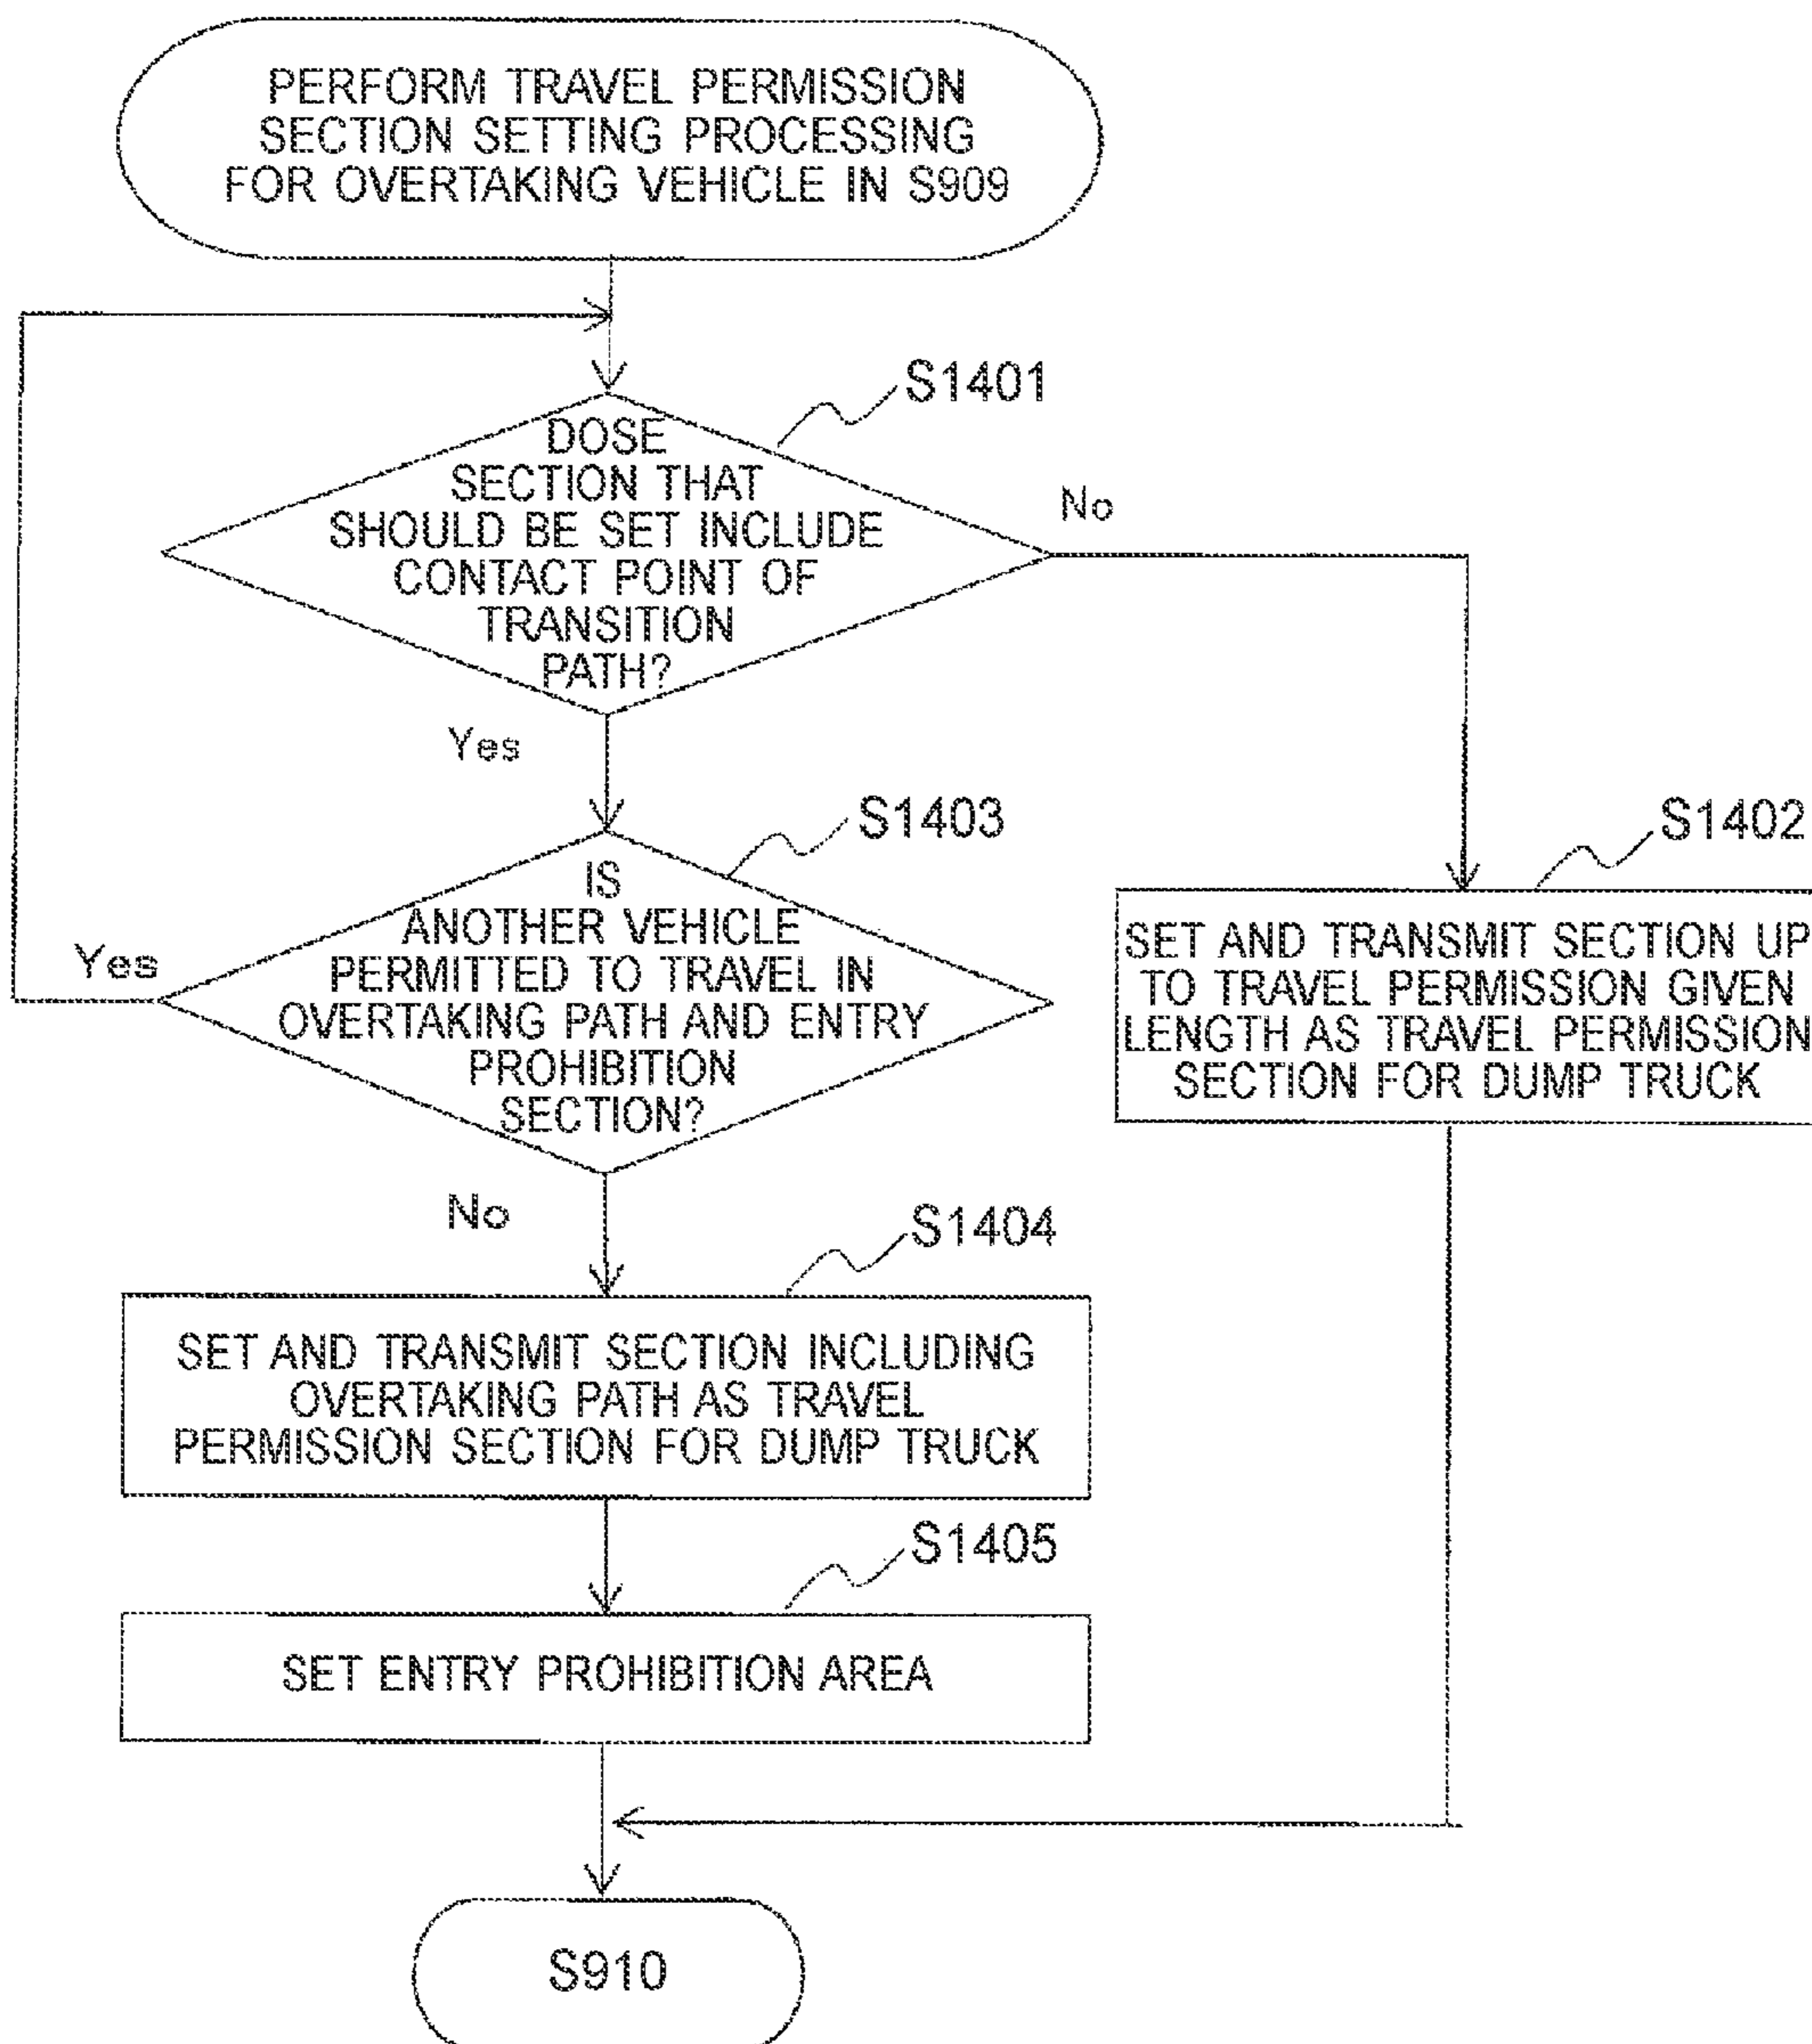 PERFORM TRAVEL PERMISSION
SECTION SETTING PROCESSING
FOR OVERTAKING VEHICLE IN S909
S1401
DOSE
SECTION THAT
SHOULD BE SET INCLUDE
CONTACT POINT OF
TRANSITION
PATH?
No
Yes
S1403
IS
ANOTHER VEHICLE
PERMITTED TO TRAVEL IN
OVERTAKING PATH AND ENTRY
PROHIBITION
SECTION?
Yes
No
S1402
SET AND TRANSMIT SECTION UP
TO TRAVEL PERMISSION GIVEN
LENGTH AS TRAVEL PERMISSION
SECTION FOR DUMP TRUCK
S1404
SET AND TRANSMIT SECTION INCLUDING
OVERTAKING PATH AS TRAVEL
PERMISSION SECTION FOR DUMP TRUCK
S1405
SET ENTRY PROHIBITION AREA
S910